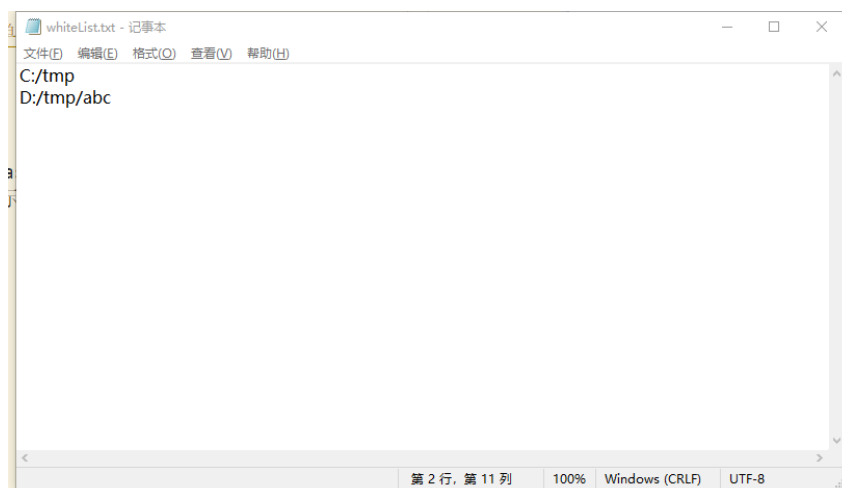 whiteList.txt - 记事本
文件(F) 编辑(E) 格式(O) 查看(V) 帮助(H)
C:/tmp
D:/tmp/abc
第 2 行，第 11 列 100% Windows (CRLF) UTF-8